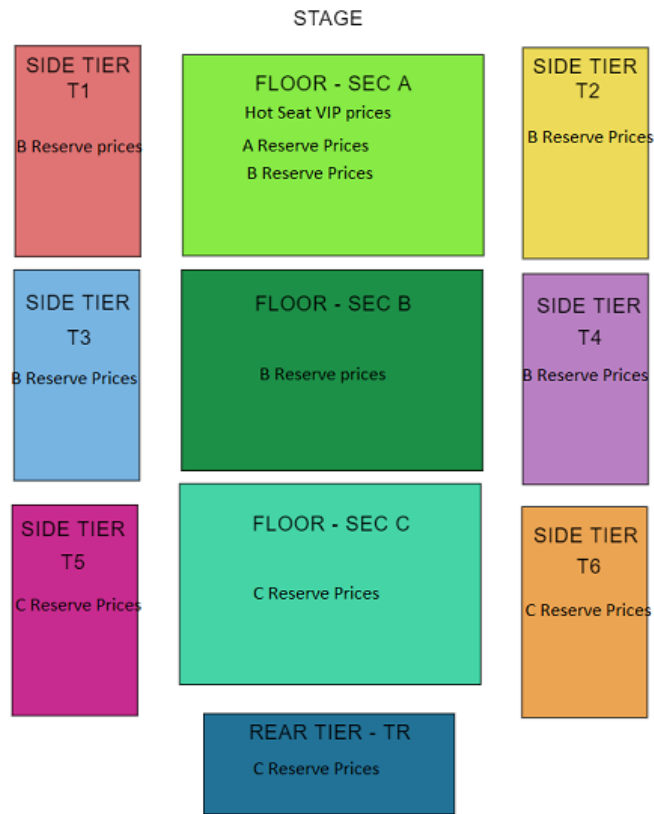 STAGE
SIDE TIER
T1
B Reserve prices
FLOOR - SEC A
Hot Seat VIP prices
A Reserve Prices
B Reserve Prices
SIDE TIER
T2
B Reserve Prices
SIDE TIER
T3
B Reserve Prices
FLOOR - SEC B
B Reserve prices
SIDE TIER
T4
B Reserve Prices
SIDE TIER
T5
C Reserve Prices
FLOOR - SEC C
C Reserve Prices
SIDE TIER
T6
C Reserve Prices
REAR TIER - TR
C Reserve Prices